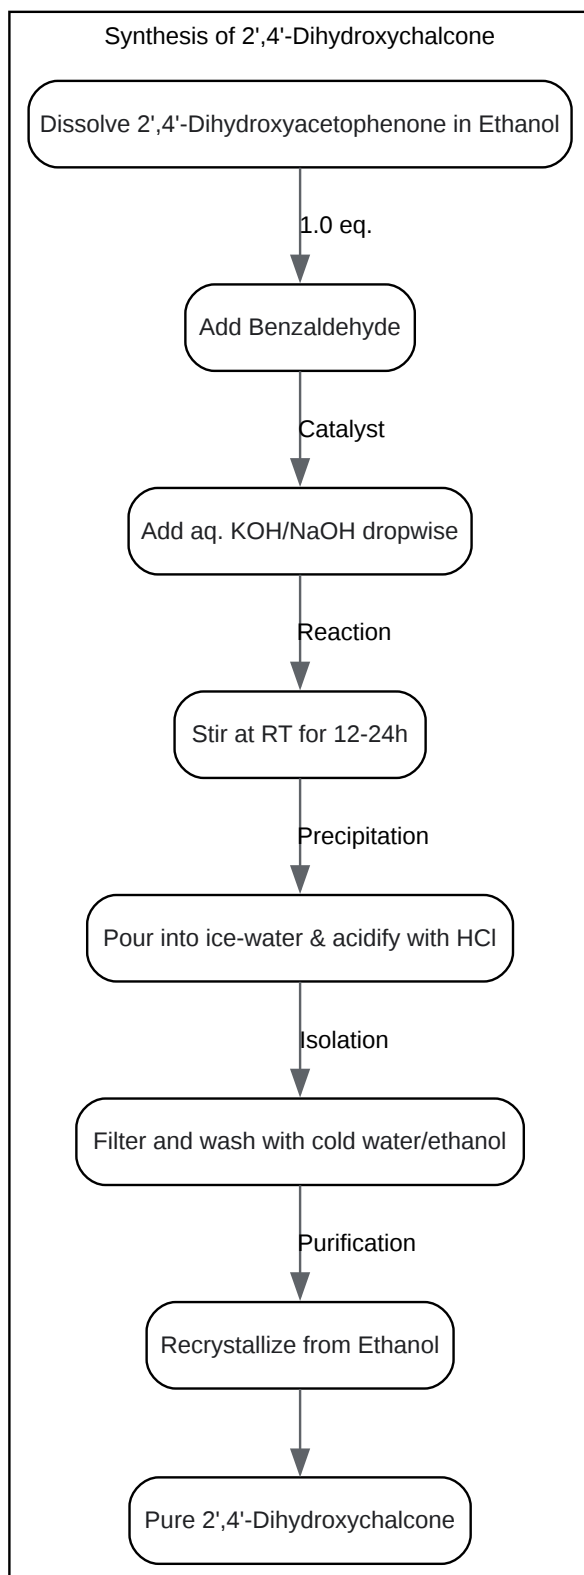 Synthesis of 2',4'-Dihydroxychalcone
Dissolve 2',4'-Dihydroxyacetophenone in Ethanol
1.0 eq.
Add Benzaldehyde
Catalyst
Add aq. KOH/NaOH dropwise
Reaction
Stir at RT for 12-24h
Precipitation
Pour into ice-water & acidify with HCl
Isolation
Filter and wash with cold water/ethanol
Purification
Recrystallize from Ethanol
Pure 2',4'-Dihydroxychalcone